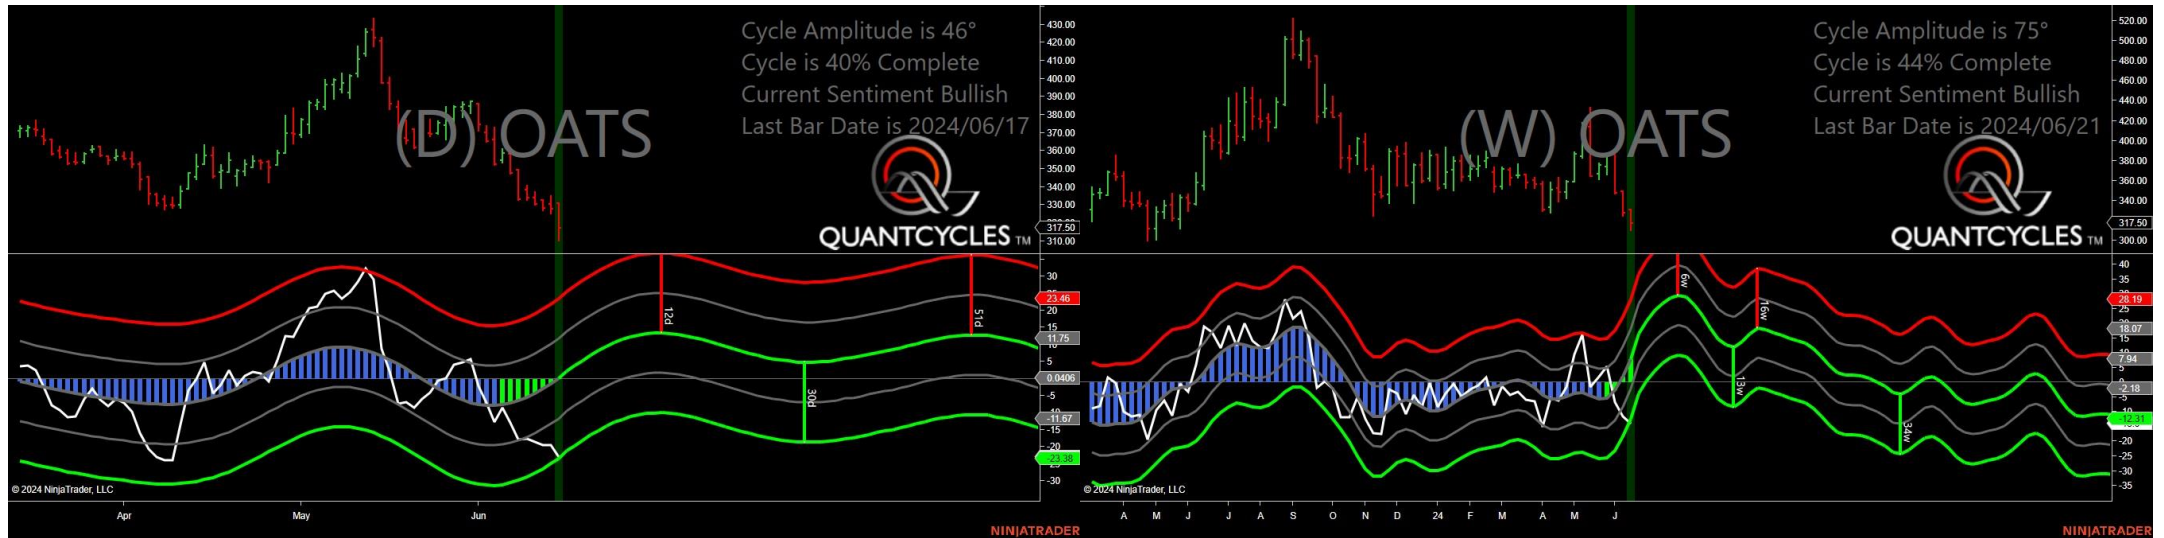 Cycle Amplitude is 46°
Cycle is 40% Complete
Current Sentiment Bullish
Last Bar Date is 2024/06/17
(D) OATS
QUANTCYCLES TM
430.00
420.00
410.00
400.00
390.00
380.00
370.00
360.00
350.00
340.00
330.00
317.50
310.00
30
23.46
20
15
11.75
5
0.0406
-5
-11.67
-15
-20
-23.38
-30
12d
30d
51d
© 2024 NinjaTrader, LLC
Apr
May
Jun
NINJATRADER
Cycle Amplitude is 75°
Cycle is 44% Complete
Current Sentiment Bullish
Last Bar Date is 2024/06/21
(W) OATS
QUANTCYCLES TM
520.00
500.00
480.00
460.00
440.00
420.00
400.00
380.00
360.00
340.00
317.50
300.00
40
35
28.19
18.07
15
7.94
-2.18
-5
-12.31
-20
-25
-30
-35
6w
13w
16w
34w
© 2024 NinjaTrader, LLC
A M J J A S O N D 24 F M A M J
NINJATRADER